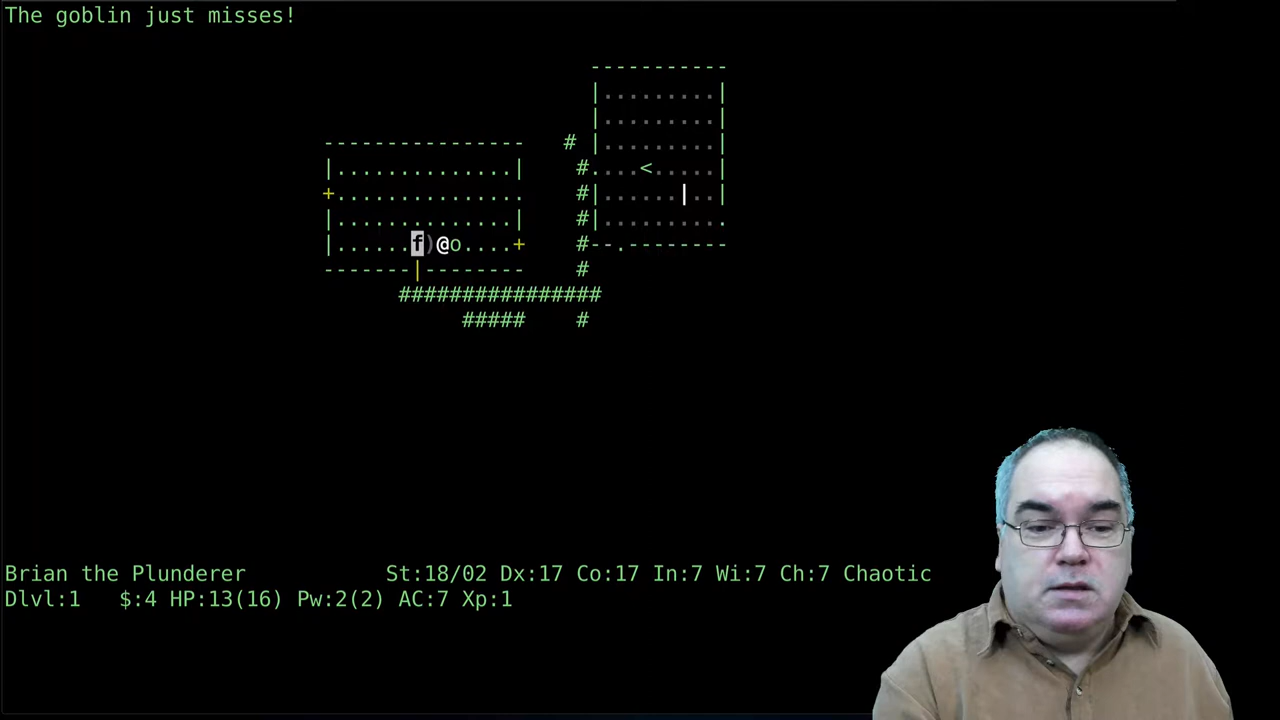 The goblin just misses!
- - - - - - - - - - -
|.........|
|.........|
- - - - - - - - - - - - - - - # |.........|
|..............| #.....<.....|
+............... #|.......|..|
|..............| #|..........
|......f)@o....+ #--.--------
-------|-------- #
################
##### #
Brian the Plunderer St:18/02 Dx:17 Co:17 In:7 Wi:7 Ch:7 Chaotic
Dlvl:1 $:4 HP:13(16) Pw:2(2) AC:7 Xp:1